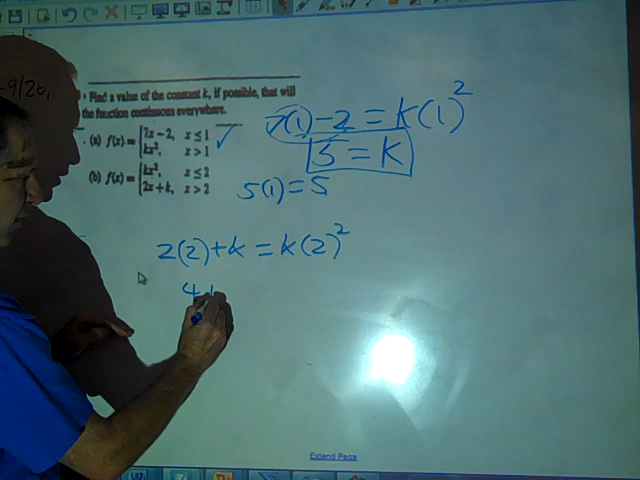 -9/20,
• Find a value of the constant k, if possible, that will
the function continuous everywhere.
(a) f(x) = { 7x − 2, x ≤ 1
kx², x > 1 ✓
(b) f(x) = { kx², x ≤ 2
2x + k, x > 2
7(1) − 2 = k(1)²
5 = K
5(1) = 5
2(2) + k = k(2)²
4
Extend Page